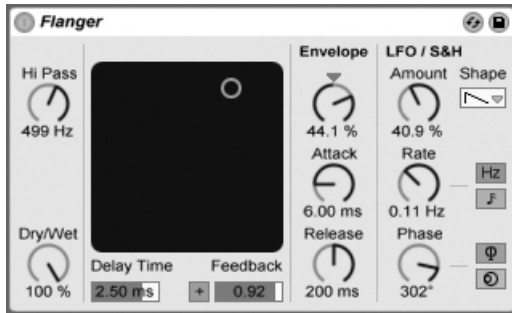 Flanger
Hi Pass
499 Hz
Dry/Wet
100 %
Delay Time
2.50 ms
+
Feedback
0.92
Envelope
44.1 %
Attack
6.00 ms
Release
200 ms
LFO / S&H
Amount
40.9 %
Shape
Rate
0.11 Hz
Hz
Phase
302°